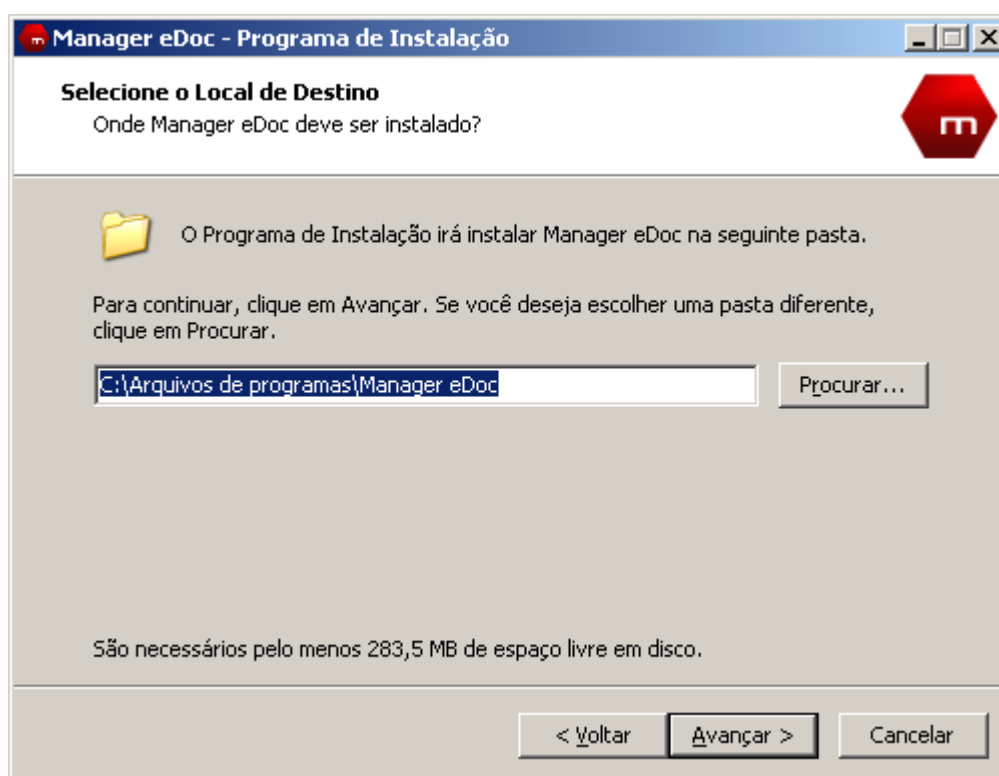 Manager eDoc - Programa de Instalação
Selecione o Local de Destino
Onde Manager eDoc deve ser instalado?
m
O Programa de Instalação irá instalar Manager eDoc na seguinte pasta.
Para continuar, clique em Avançar. Se você deseja escolher uma pasta diferente,
clique em Procurar.
C:\Arquivos de programas\Manager eDoc
Procurar...
São necessários pelo menos 283,5 MB de espaço livre em disco.
< Voltar
Avançar >
Cancelar